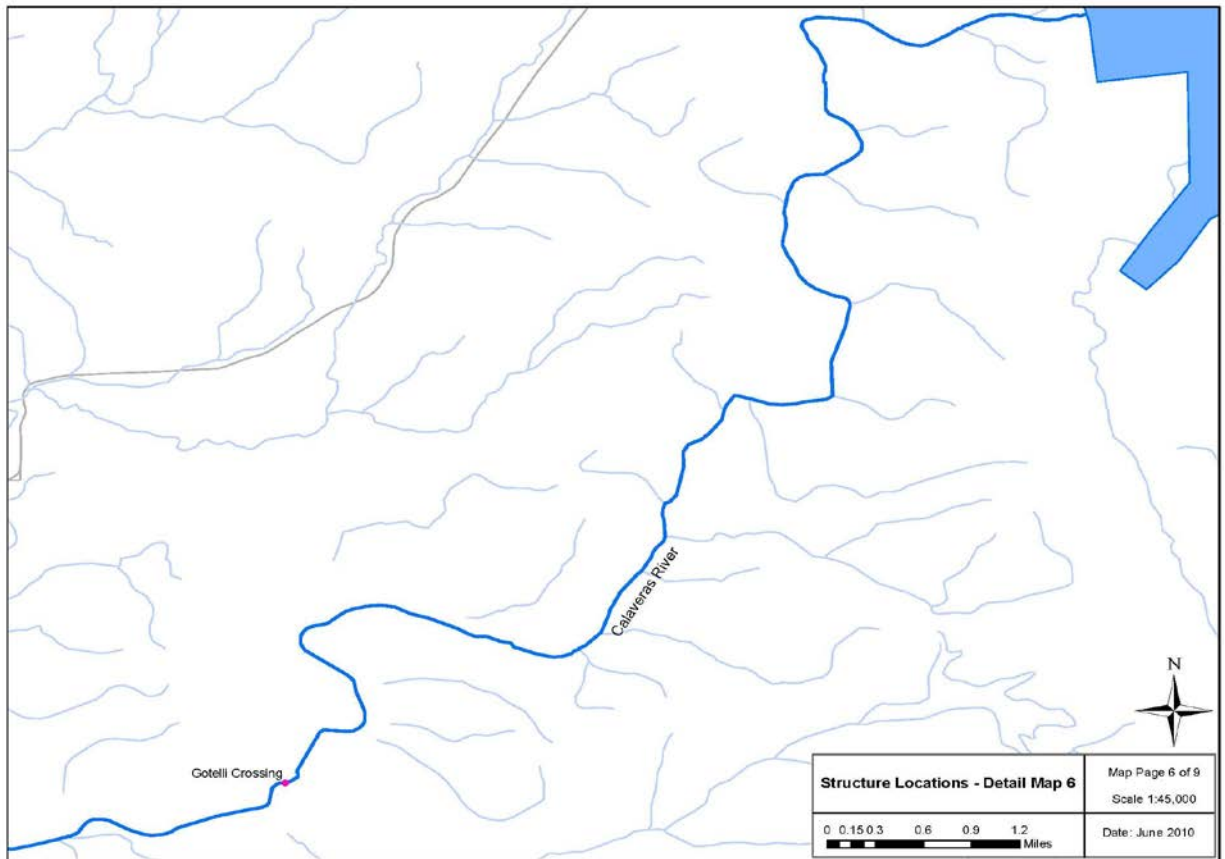 Calaveras River
N
Gotelli Crossing
Structure Locations - Detail Map 6
Map Page 6 of 9
Scale 1:45,000
0 0.15 0.3 0.6 0.9 1.2
Miles
Date: June 2010